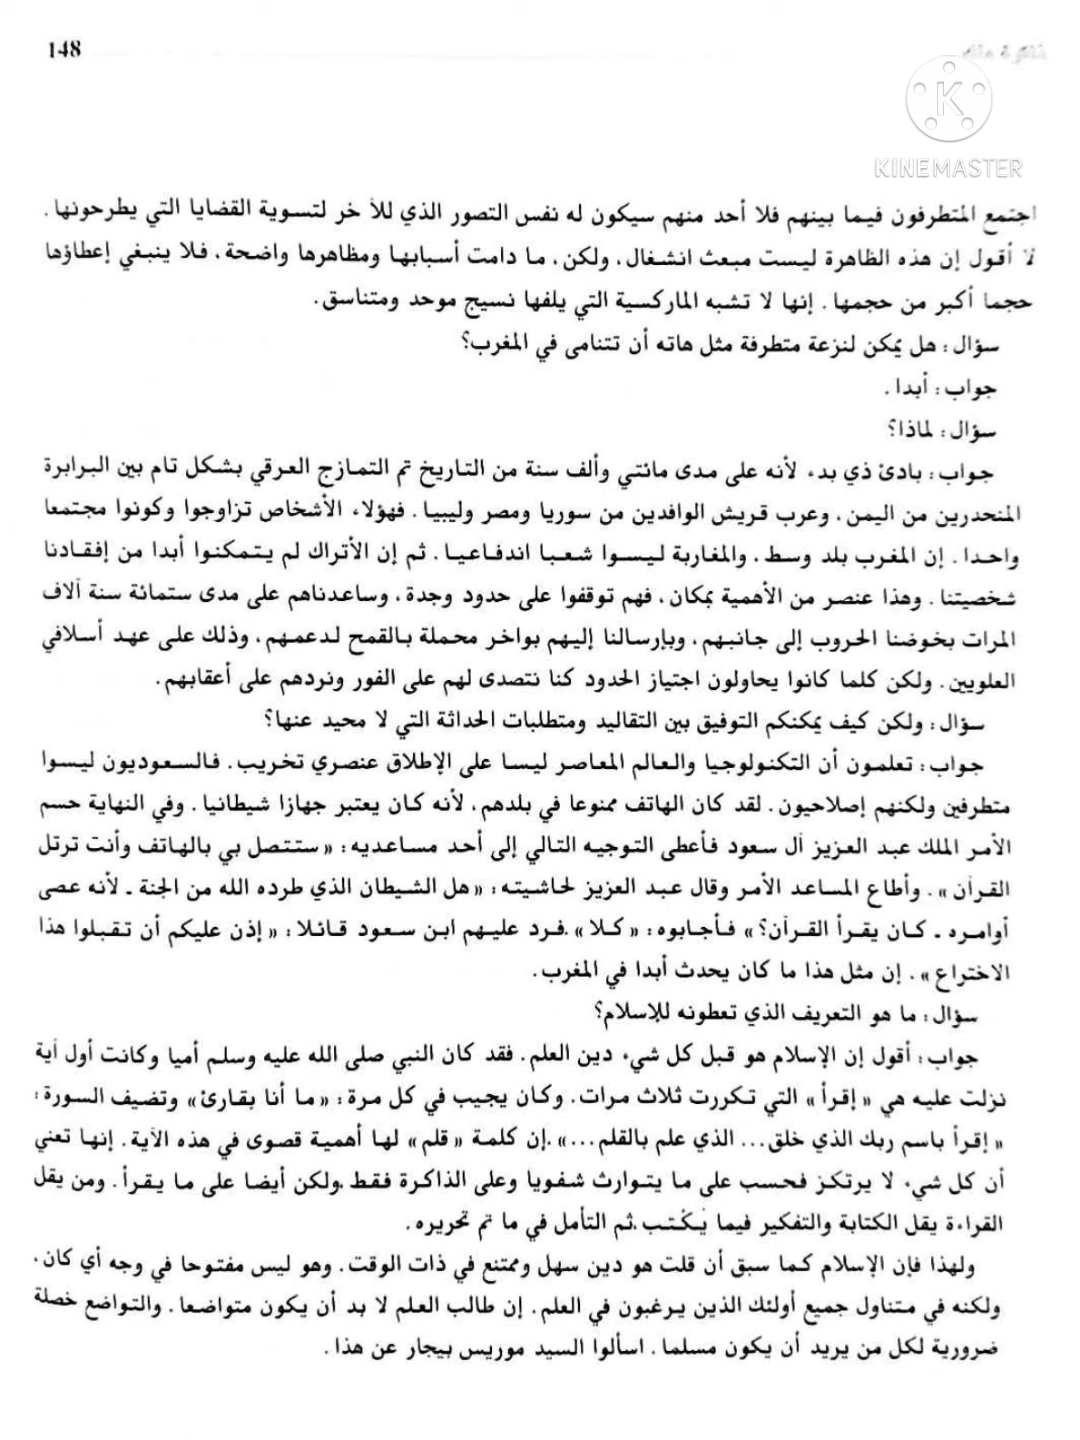 148
ذاكرة ملك
KINEMASTER
اجتمع المتطرفون فيما بينهم فلا أحد منهم سيكون له نفس التصور الذي للآخر لتسوية القضايا التي يطرحونها.
لا أقول إن هذه الظاهرة ليست مبعث انشغال، ولكن، ما دامت أسبابها ومظاهرها واضحة، فلا ينبغي إعطاؤها
حجما أكبر من حجمها. إنها لا تشبه الماركسية التي يلفها نسيج موحد ومتناسق.
سؤال: هل يمكن لنزعة متطرفة مثل هاته أن تتنامى في المغرب؟
جواب: أبدا.
سؤال: لماذا؟
جواب: بادئ ذي بدء لأنه على مدى مائتي وألف سنة من التاريخ تم التمازج العرقي بشكل تام بين البرابرة
المنحدرين من اليمن، وعرب قريش الوافدين من سوريا ومصر وليبيا. فهؤلاء الأشخاص تزاوجوا وكونوا مجتمعا
واحدا. إن المغرب بلد وسط، والمغاربة ليسوا شعبا اندفاعيا. ثم إن الأتراك لم يتمكنوا أبدا من إفقادنا
شخصيتنا. وهذا عنصر من الأهمية بمكان، فهم توقفوا على حدود وجدة، وساعدناهم على مدى ستمائة سنة آلاف
المرات بخوضنا الحروب إلى جانبهم، وبإرسالنا إليهم بواخر محملة بالقمح لدعمهم، وذلك على عهد أسلافي
العلويين. ولكن كلما كانوا يحاولون اجتياز الحدود كنا نتصدى لهم على الفور ونردهم على أعقابهم.
سؤال: ولكن كيف يمكنكم التوفيق بين التقاليد ومتطلبات الحداثة التي لا محيد عنها؟
جواب: تعلمون أن التكنولوجيا والعالم المعاصر ليسا على الإطلاق عنصري تخريب. فالسعوديون ليسوا
متطرفين ولكنهم إصلاحيون. لقد كان الهاتف ممنوعا في بلدهم، لأنه كان يعتبر جهازا شيطانيا. وفي النهاية حسم
الأمر الملك عبد العزيز آل سعود فأعطى التوجيه التالي إلى أحد مساعديه: «ستتصل بي بالهاتف وأنت ترتل
القرآن». وأطاع المساعد الأمر وقال عبد العزيز لحاشيته: «هل الشيطان الذي طرده الله من الجنة ـ لأنه عصى
أوامره ـ كان يقرأ القرآن؟» فأجابوه: «كلا».فرد عليهم ابن سعود قائلا: «إذن عليكم أن تقبلوا هذا
الاختراع». إن مثل هذا ما كان يحدث أبدا في المغرب.
سؤال: ما هو التعريف الذي تعطونه للإسلام؟
جواب: أقول إن الإسلام هو قبل كل شيء دين العلم. فقد كان النبي صلى الله عليه وسلم أميا وكانت أول آية
نزلت عليه هي «إقرأ» التي تكررت ثلاث مرات. وكان يجيب في كل مرة: «ما أنا بقارئ» وتضيف السورة:
«إقرأ باسم ربك الذي خلق... الذي علم بالقلم...».إن كلمة «قلم» لها أهمية قصوى في هذه الآية. إنها تعني
أن كل شيء لا يرتكز فحسب على ما يتوارث شفويا وعلى الذاكرة فقط،ولكن أيضا على ما يقرأ. ومن يقل
القراءة يقل الكتابة والتفكير فيما يُكْتب،ثم التأمل في ما تم تحريره.
ولهذا فإن الإسلام كما سبق أن قلت هو دين سهل وممتنع في ذات الوقت. وهو ليس مفتوحا في وجه أي كان،
ولكنه في متناول جميع أولئك الذين يرغبون في العلم. إن طالب العلم لا بد أن يكون متواضعا. والتواضع خصلة
ضرورية لكل من يريد أن يكون مسلما. اسألوا السيد موريس بيجار عن هذا.